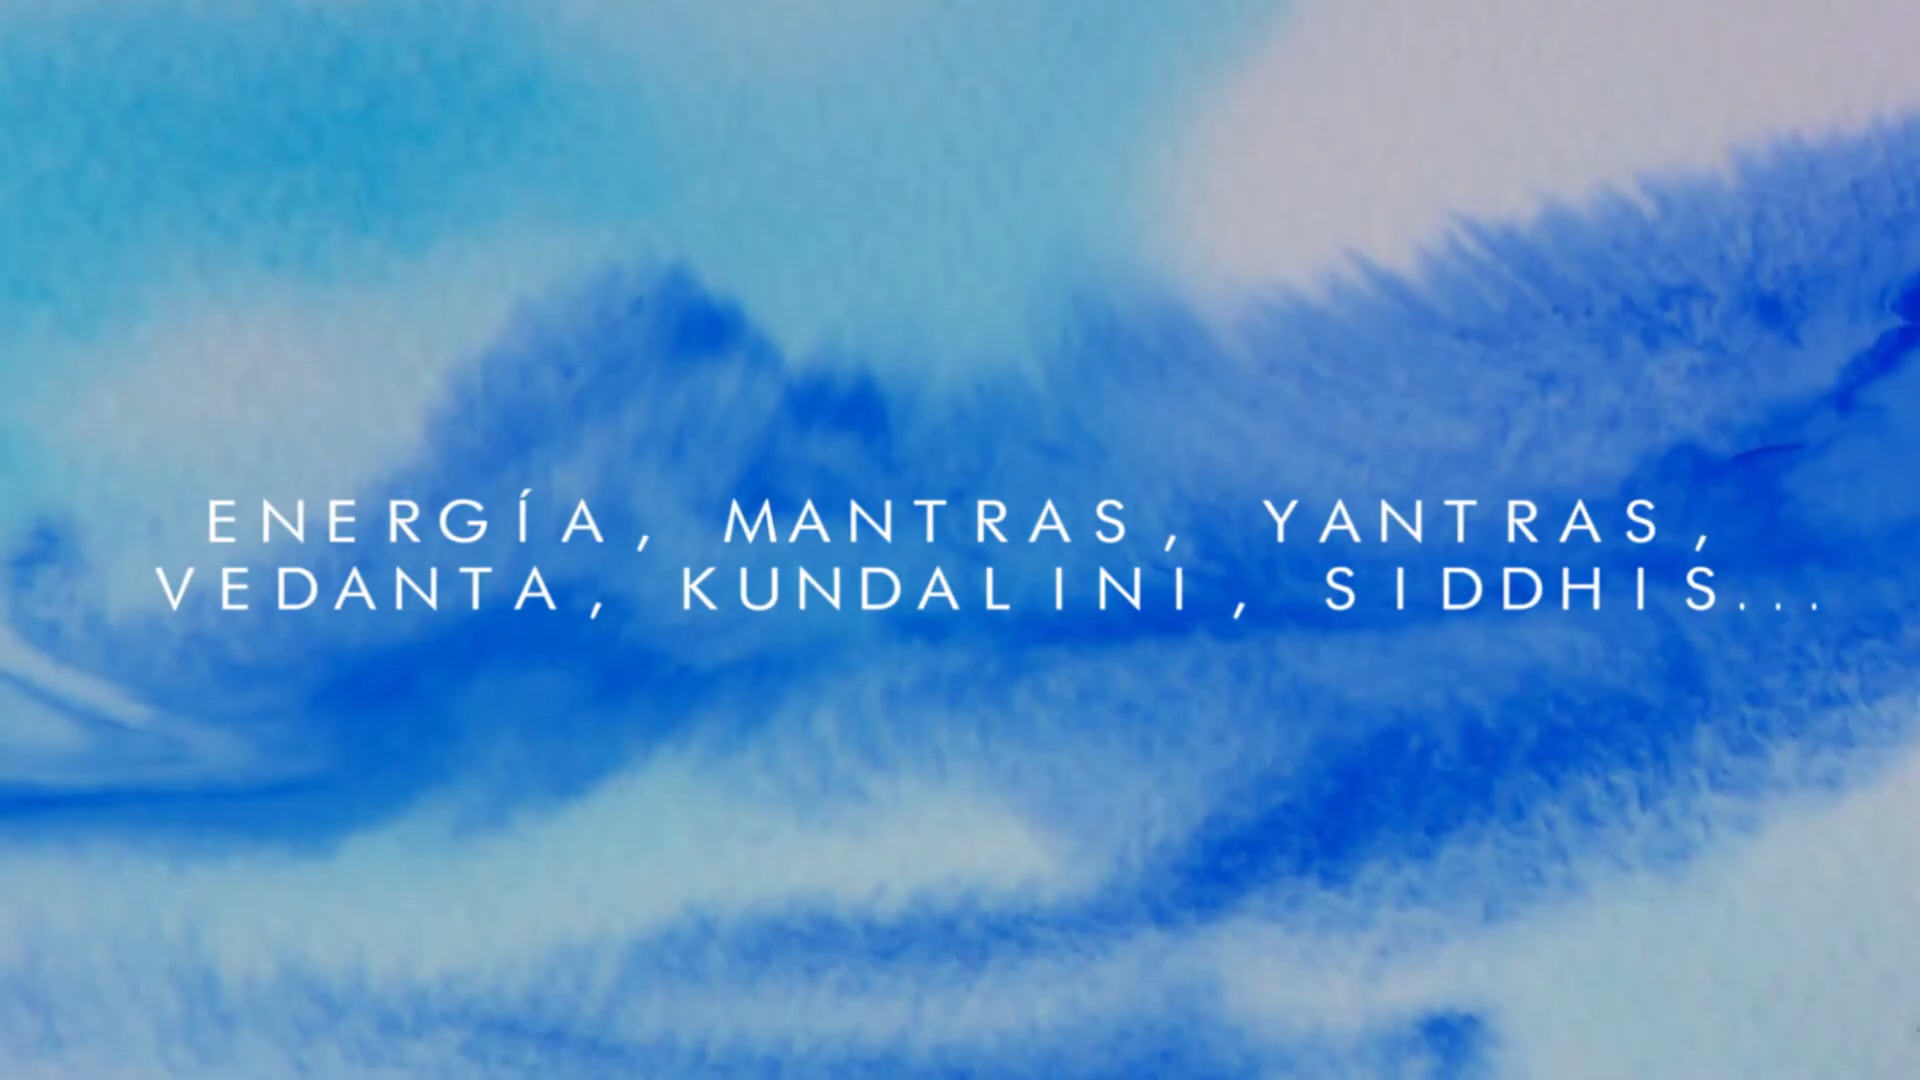 ENERGÍA, MANTRAS, YANTRAS,
VEDANTA, KUNDALINI, SIDDHIS...